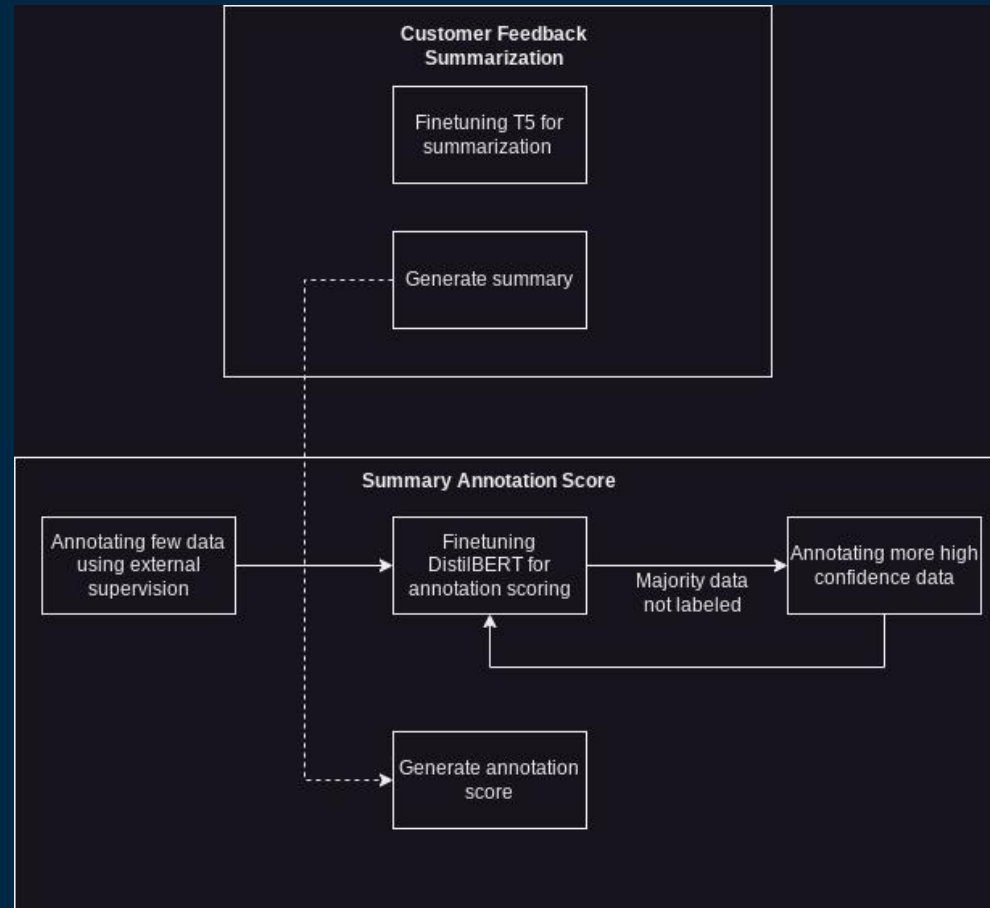 Customer Feedback
Summarization
Finetuning T5 for
summarization
Generate summary
Summary Annotation Score
Annotating few data
using external
supervision
Finetuning
DistilBERT for
annotation scoring
Majority data
not labeled
Annotating more high
confidence data
Generate annotation
score